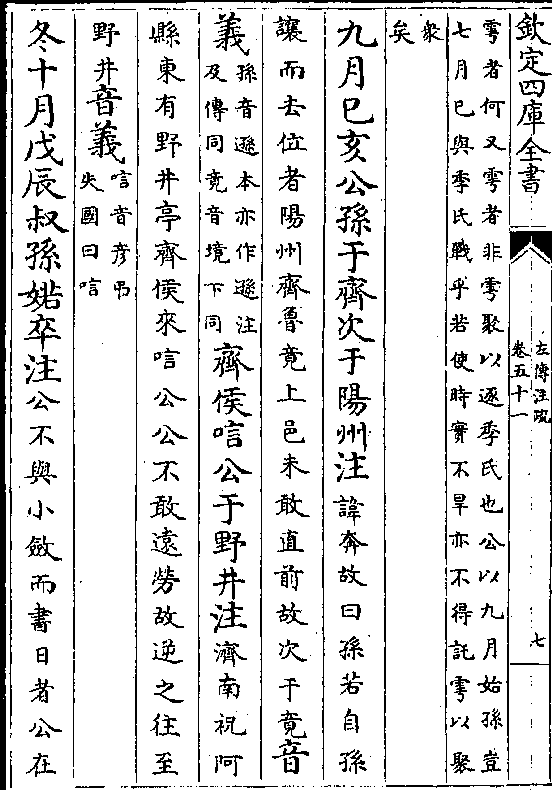 欽定四庫全書
左傳注疏
卷五十一
七
雩者何又雩者非雩聚以逐季氏也公以九月始孫豈
七月已與季氏戰乎若使時實不旱亦不得託雩以聚
衆
矣
九月已亥公孫于齊次于陽州注諱奔故曰孫若自孫
讓而去位者陽州齊魯竟上邑未敢直前故次于竟音
義孫音遜本亦作遜注
及傳同竟音境下同齊侯唁公于野井注濟南祝阿
縣東有野井亭齊侯來唁公公不敢遠勞故逆之往至
野井音義唁音彦弔
失國曰唁
冬十月戊辰叔孫婼卒注公不與小斂而書日者公在